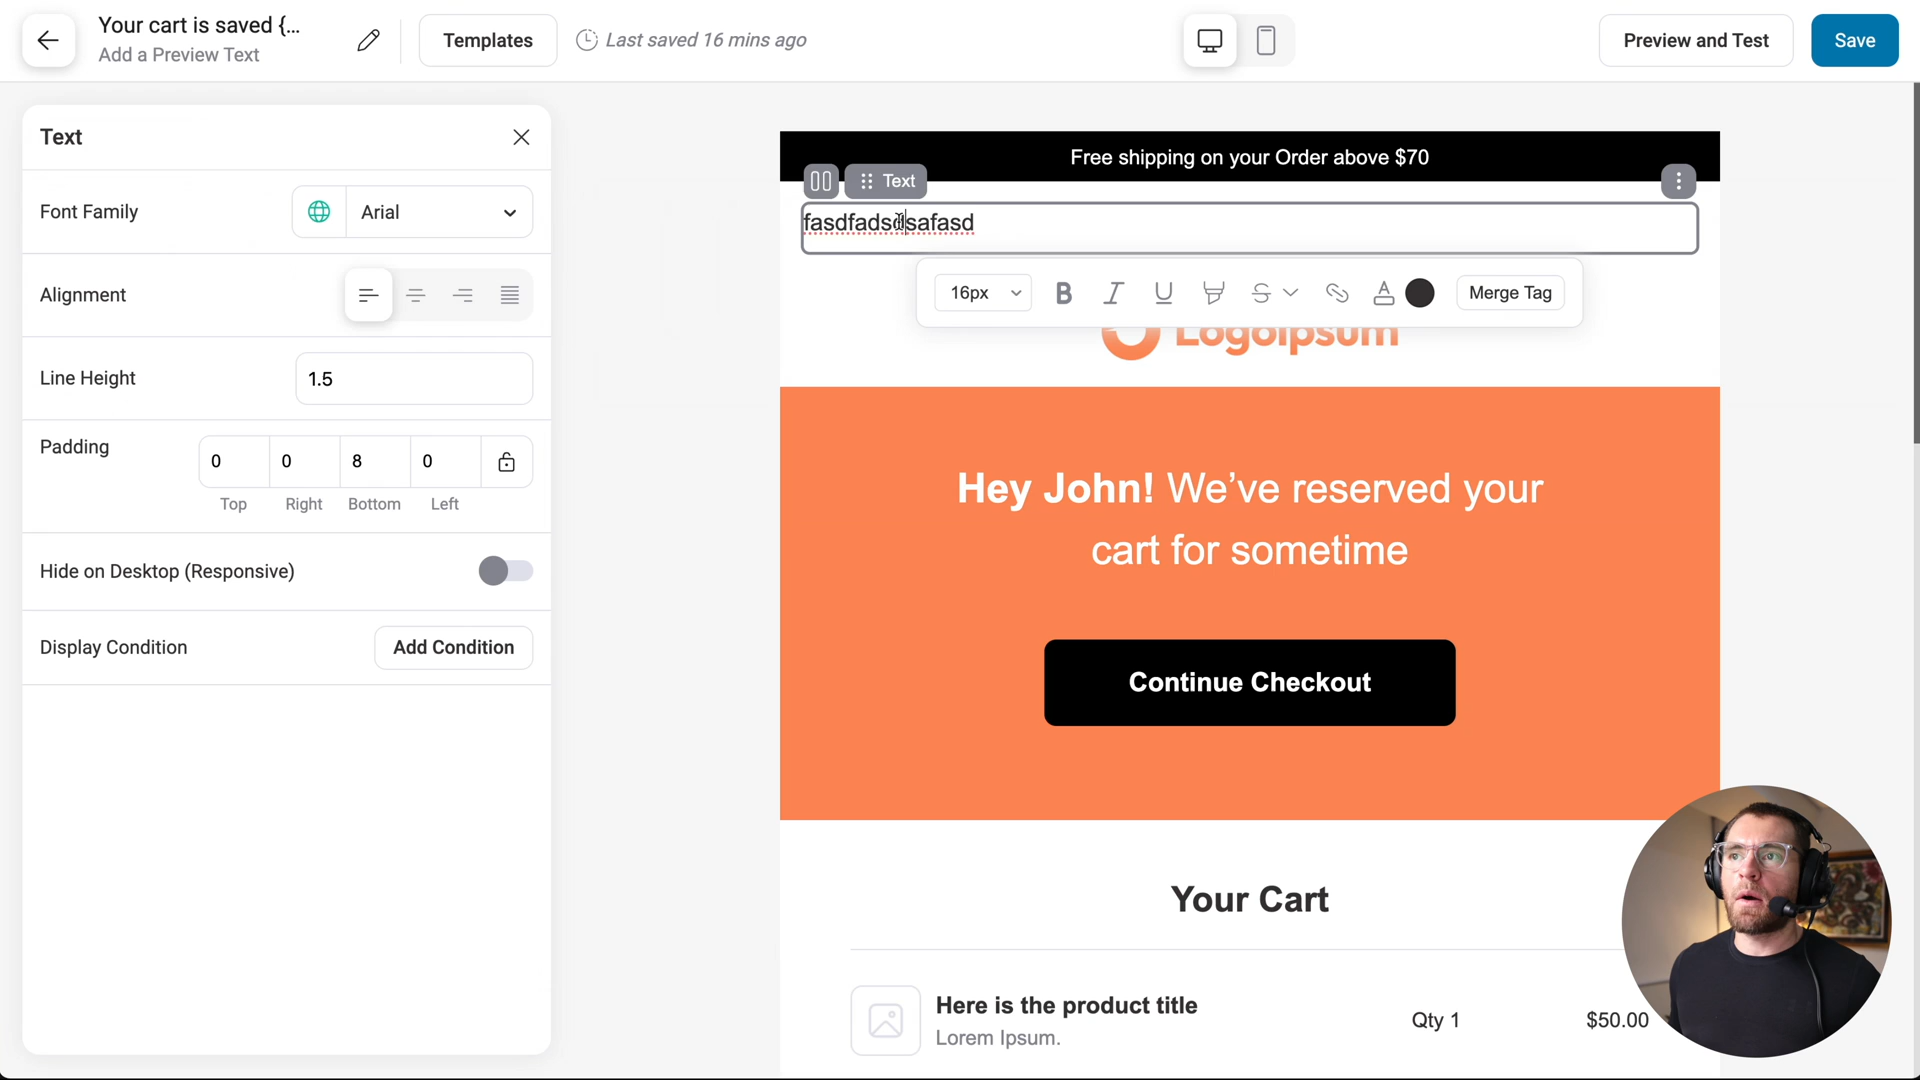 Your cart is saved {...
Add a Preview Text
Templates
Last saved 16 mins ago
Preview and Test
Save
Text
Font Family
Arial
Alignment
Line Height
1.5
Padding
0
0
8
0
Top
Right
Bottom
Left
Hide on Desktop (Responsive)
Display Condition
Add Condition
Free shipping on your Order above $70
Text
16px
B
Merge Tag
Logoipsum
Hey John! We’ve reserved your
cart for sometime
Continue Checkout
Your Cart
Here is the product title
Lorem Ipsum.
Qty 1
$50.00